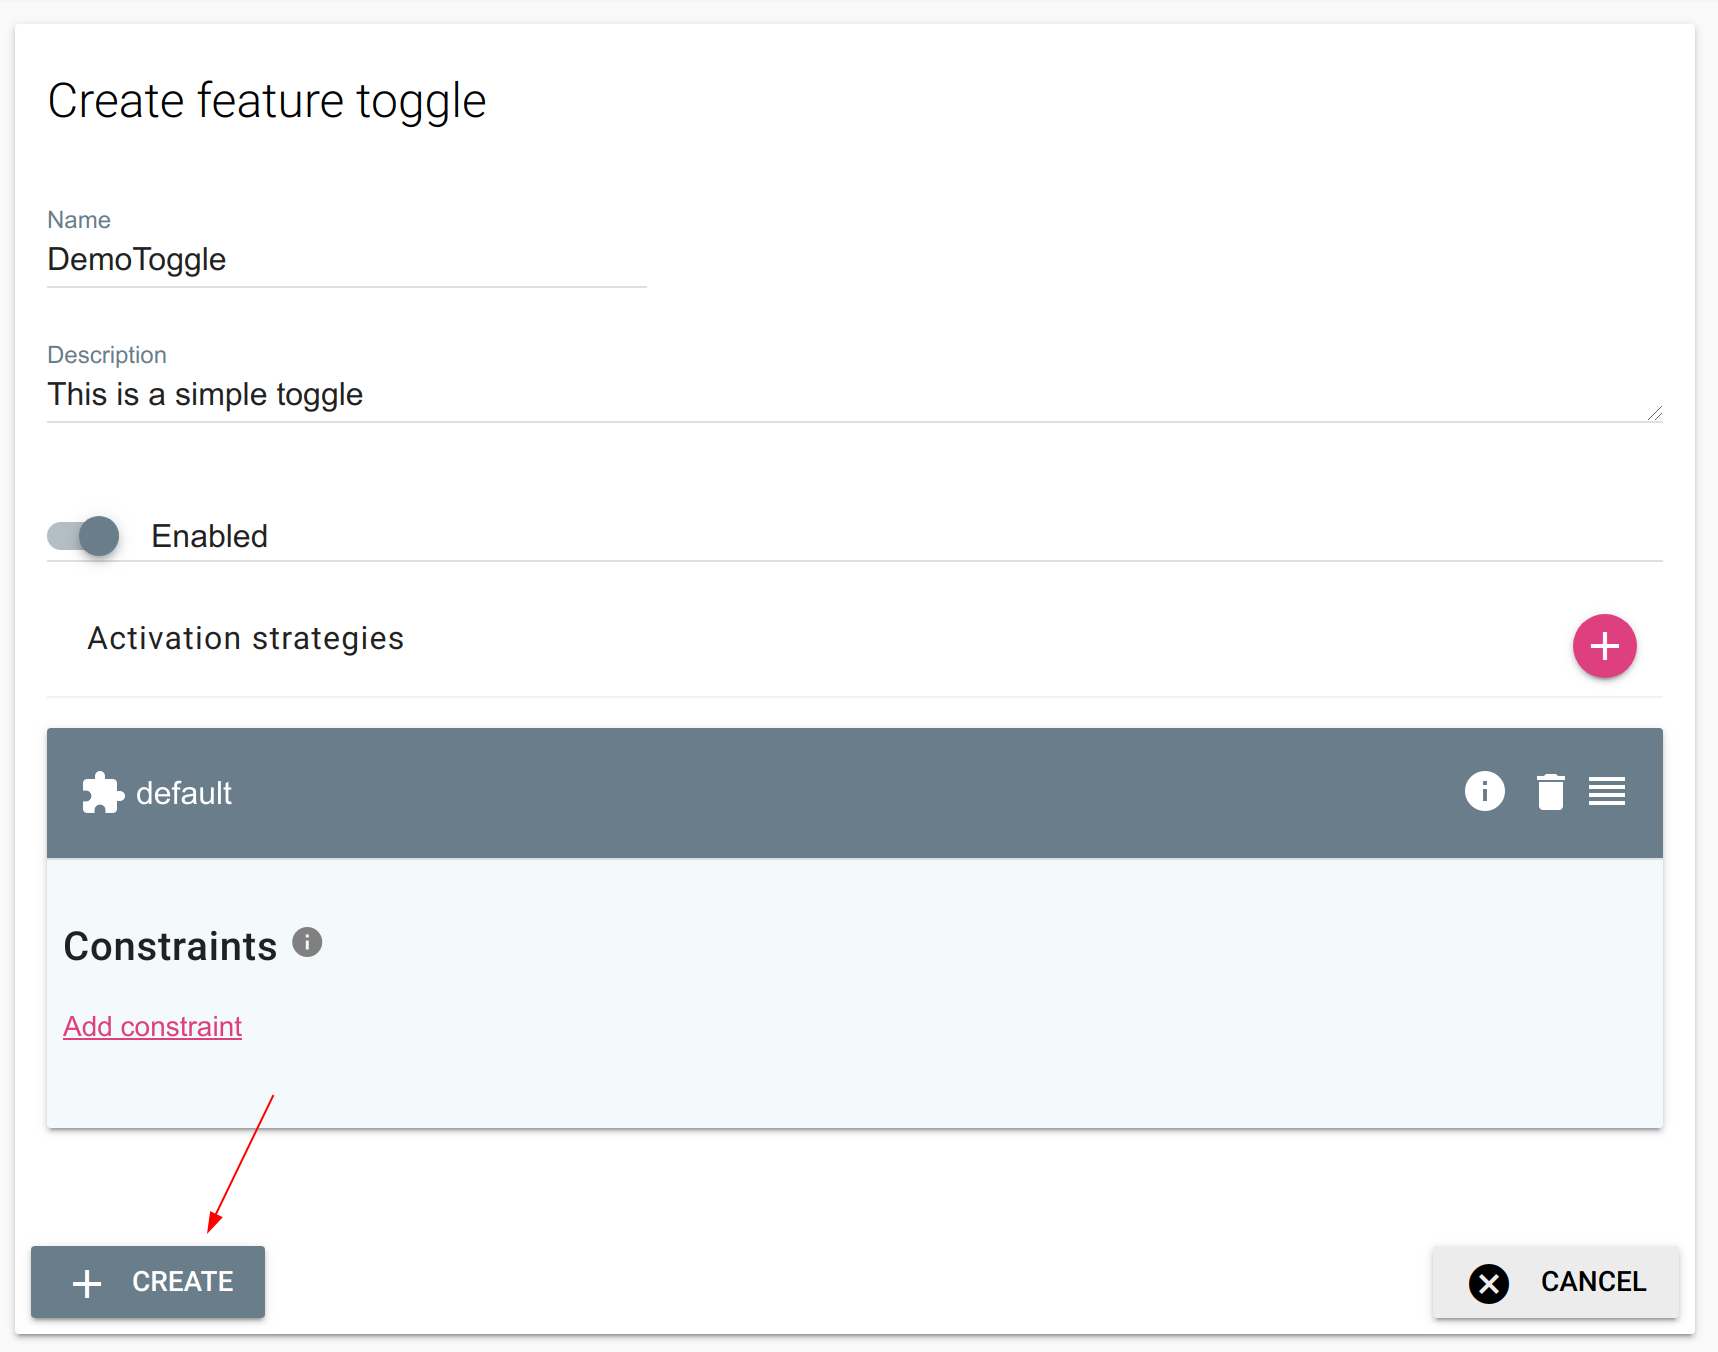 Create feature toggle
Name
DemoToggle
Description
This is a simple toggle
Enabled
Activation strategies
default
Constraints
Add constraint
CREATE
CANCEL